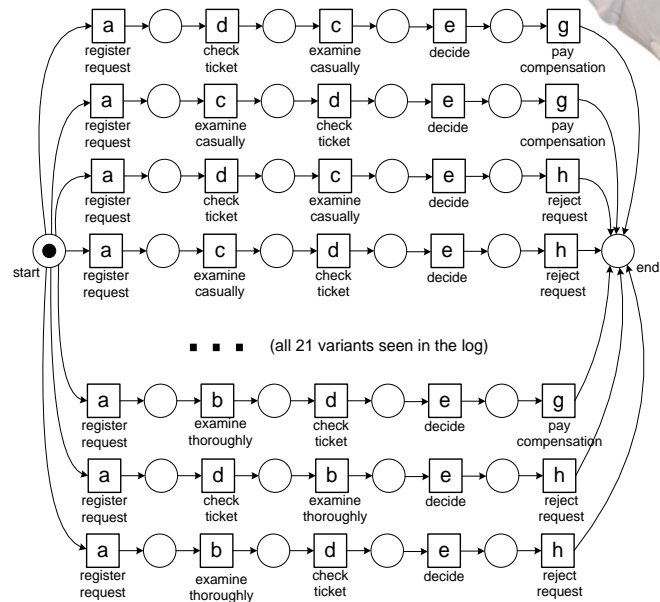 a d c e g
register request check ticket examine casually decide pay compensation
a c d e g
register request examine casually check ticket decide pay compensation
a d c e h
register request check ticket examine casually decide reject request
start
a c d e h
end
register request examine casually check ticket decide reject request
(all 21 variants seen in the log)
a b d e g
register request examine thoroughly check ticket decide pay compensation
a d b e h
register request check ticket examine thoroughly decide reject request
a b d e h
register request examine thoroughly check ticket decide reject request